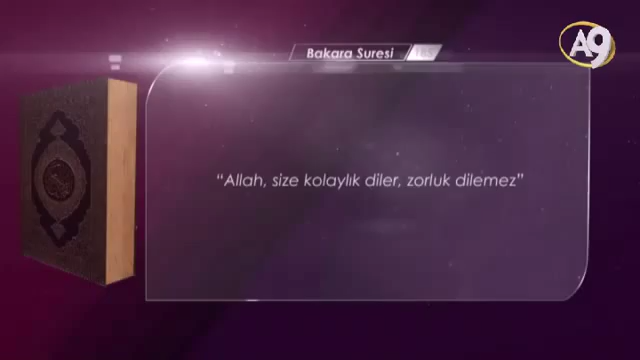 Bakara Suresi
A9
“Allah, size kolaylık diler, zorluk dilemez”